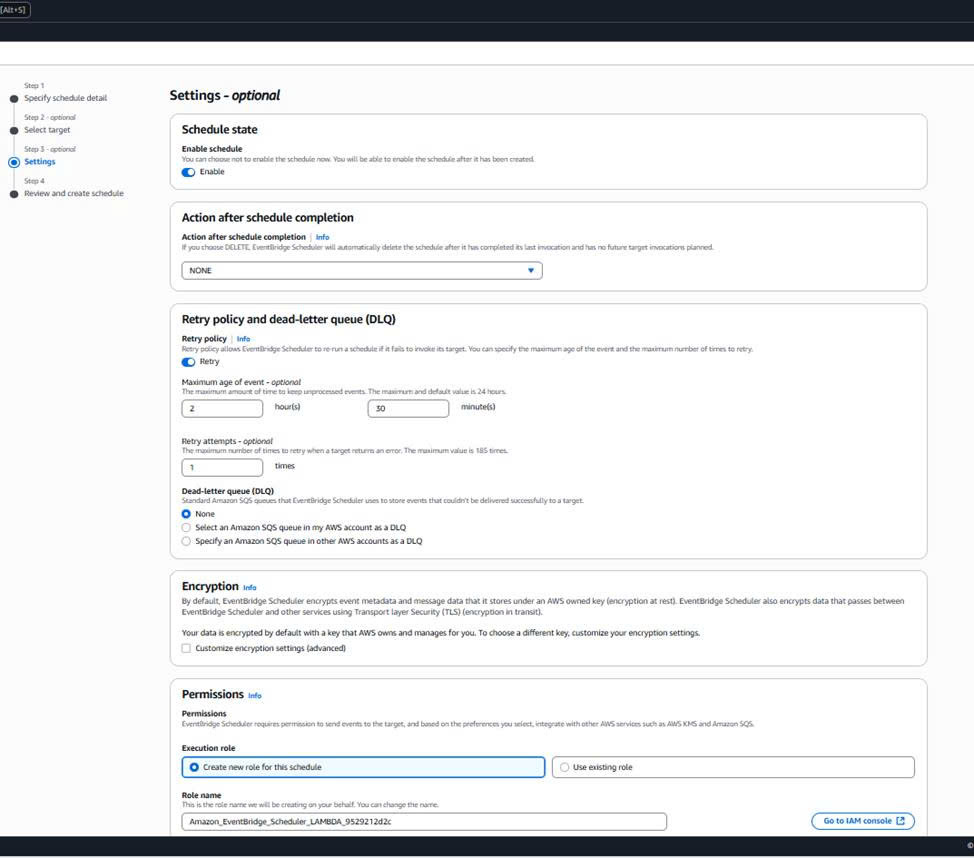 [Alt+S]
Step 1
Specify schedule detail
Step 2 - optional
Select target
Step 3 - optional
Settings
Step 4
Review and create schedule
Settings - optional
Schedule state
Enable schedule
You can choose not to enable the schedule now. You will be able to enable the schedule after it has been created.
Enable
Action after schedule completion
Action after schedule completion | Info
If you choose DELETE, EventBridge Scheduler will automatically delete the schedule after it has completed its last invocation and has no future target invocations planned.
NONE
Retry policy and dead-letter queue (DLQ)
Retry policy | Info
Retry policy allows EventBridge Scheduler to re-run a schedule if it fails to invoke its target. You can specify the maximum age of the event and the maximum number of times to retry.
Retry
Maximum age of event - optional
The maximum amount of time to keep unprocessed events. The maximum and default value is 24 hours.
2 hour(s) 30 minute(s)
Retry attempts - optional
The maximum number of times to retry when a target returns an error. The maximum value is 185 times.
1 times
Dead-letter queue (DLQ)
Standard Amazon SQS queues that EventBridge Scheduler uses to store events that couldn't be delivered successfully to a target.
None
Select an Amazon SQS queue in my AWS account as a DLQ
Specify an Amazon SQS queue in other AWS accounts as a DLQ
Encryption Info
By default, EventBridge Scheduler encrypts event metadata and message data that it stores under an AWS owned key (encryption at rest). EventBridge Scheduler also encrypts data that passes between
EventBridge Scheduler and other services using Transport layer Security (TLS) (encryption in transit).
Your data is encrypted by default with a key that AWS owns and manages for you. To choose a different key, customize your encryption settings.
Customize encryption settings (advanced)
Permissions Info
Permissions
EventBridge Scheduler requires permission to send events to the target, and based on the preferences you select, integrate with other AWS services such as AWS KMS and Amazon SQS.
Execution role
Create new role for this schedule
Use existing role
Role name
This is the role name we will be creating on your behalf. You can change the name.
Amazon_EventBridge_Scheduler_LAMBDA_9529212d2c
Go to IAM console
©